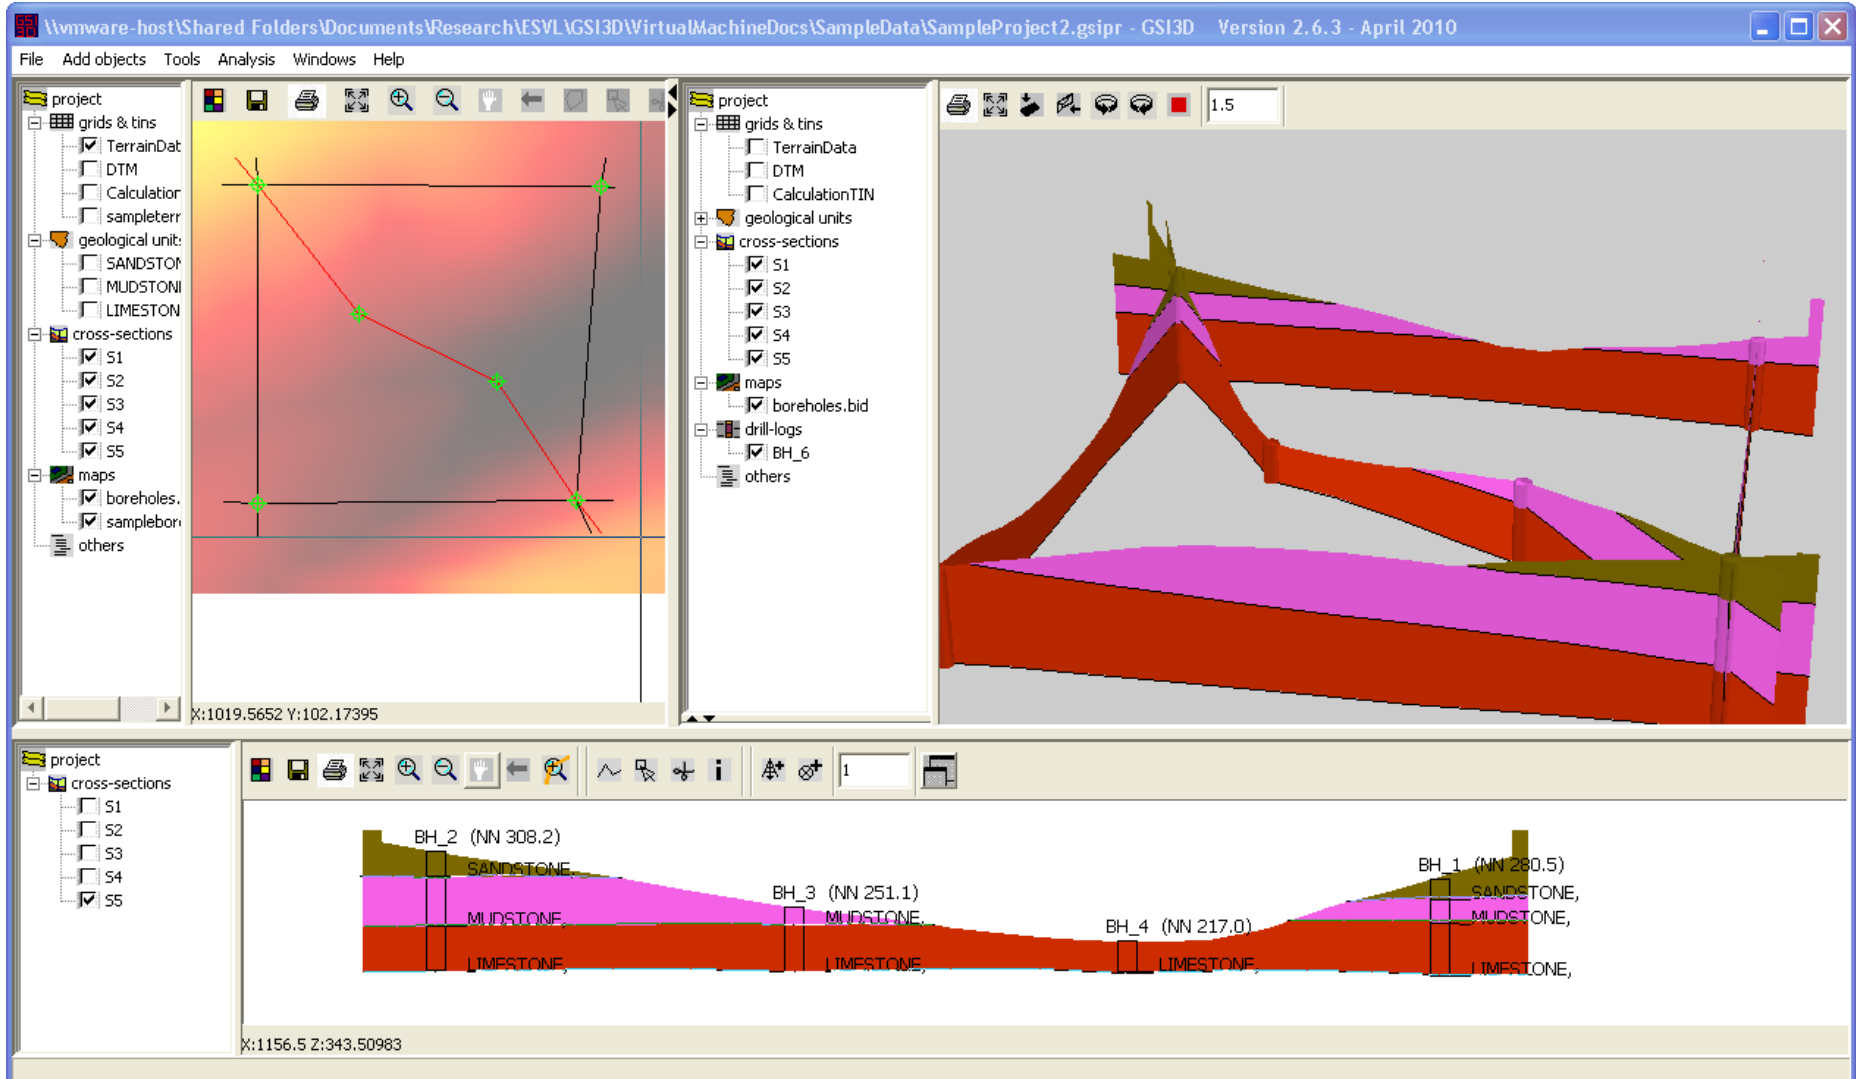 \\vmware-host\Shared Folders\Documents\Research\ESVL\GSI3D\VirtualMachineDocs\SampleData\SampleProject2.gsipr - GSI3D Version 2.6.3 - April 2010
File Add objects Tools Analysis Windows Help
project
grids & tins
TerrainDat
DTM
Calculation
sampleterr
geological unit:
SANDSTON
MUDSTONI
LIMESTON
cross-sections
S1
S2
S3
S4
S5
maps
boreholes.
samplebor
others
X:1019.5652 Y:102.17395
project
grids & tins
TerrainData
DTM
CalculationTIN
geological units
cross-sections
S1
S2
S3
S4
S5
maps
boreholes.bid
drill-logs
BH_6
others
1.5
project
cross-sections
S1
S2
S3
S4
S5
1
BH_2 (NN 308.2)
SANDSTONE,
MUDSTONE,
LIMESTONE,
BH_3 (NN 251.1)
MUDSTONE,
LIMESTONE,
BH_4 (NN 217.0)
LIMESTONE,
BH_1 (NN 280.5)
SANDSTONE,
MUDSTONE,
LIMESTONE,
X:1156.5 Z:343.50983